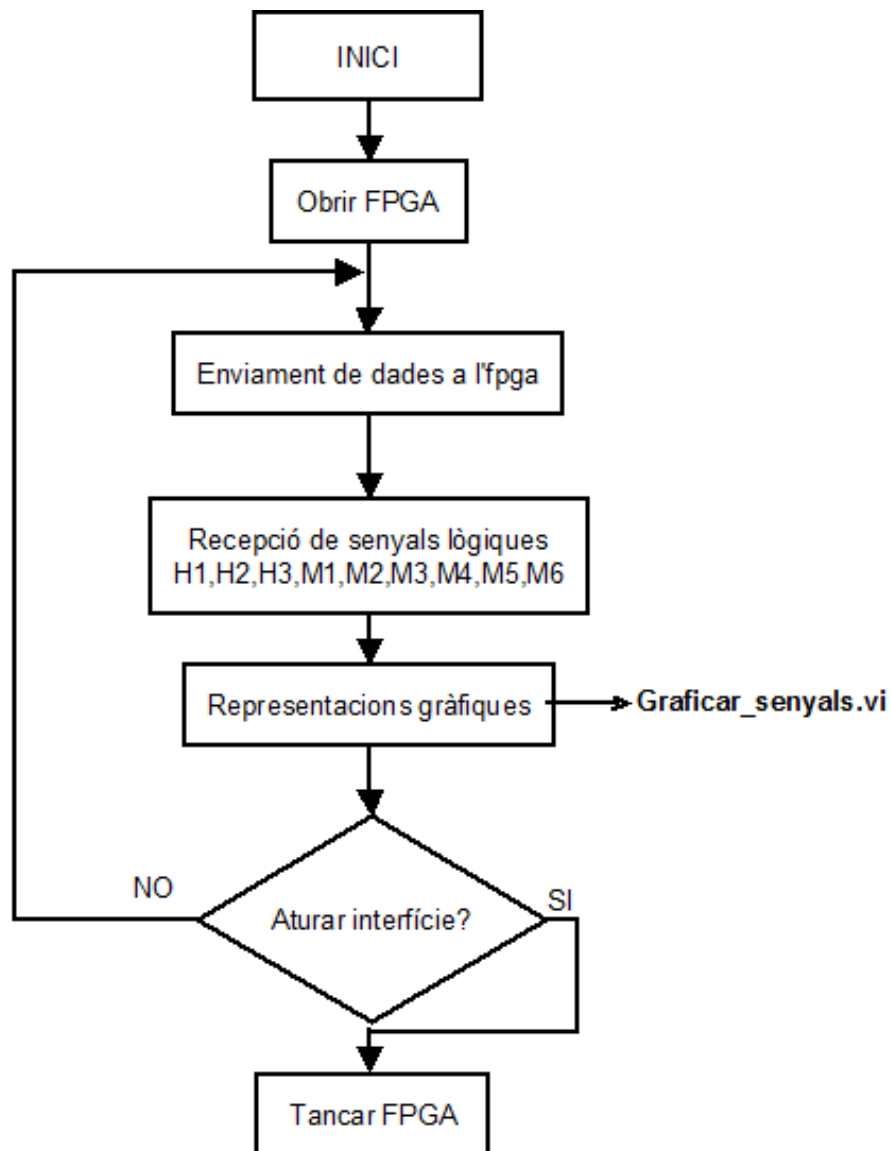 INICI
Obrir FPGA
Enviament de dades a l'fpga
Recepció de senyals lògiques
H1,H2,H3,M1,M2,M3,M4,M5,M6
Representacions gràfiques
Graficar_senyals.vi
NO
SI
Aturar interfície?
Tancar FPGA